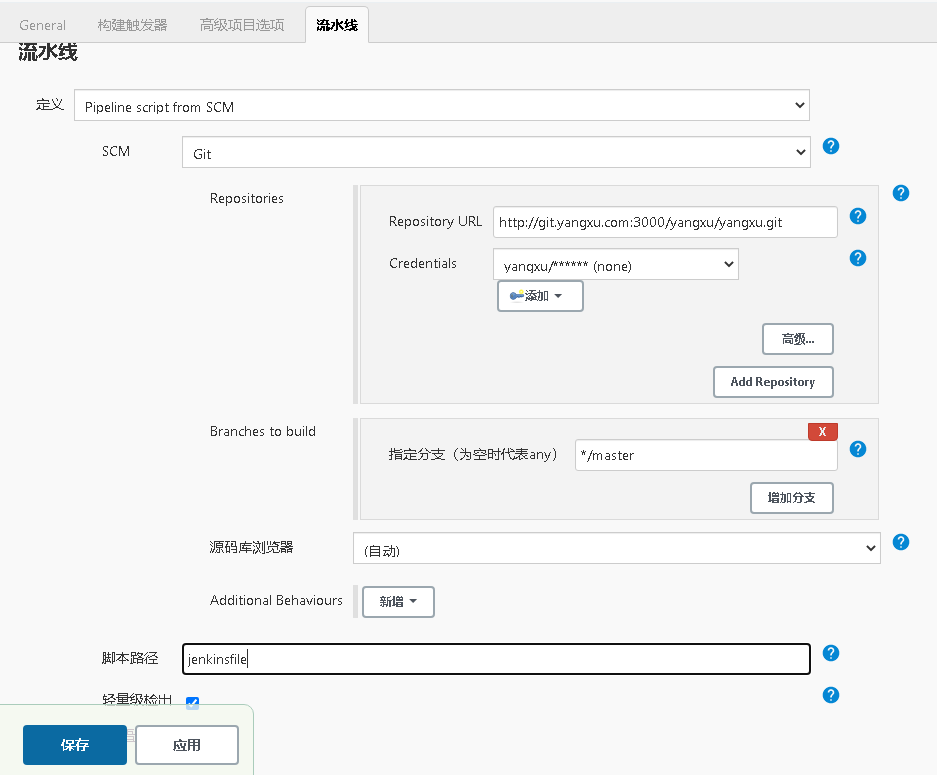 General 构建触发器 高级项目选项 流水线
流水线
定义 Pipeline script from SCM
SCM Git
Repositories
Repository URL http://git.yangxu.com:3000/yangxu/yangxu.git
Credentials yangxu/****** (none)
添加
高级...
Add Repository
Branches to build
X
指定分支（为空时代表any） */master
增加分支
源码库浏览器 (自动)
Additional Behaviours 新增
脚本路径 jenkinsfile
轻量级检出
保存 应用